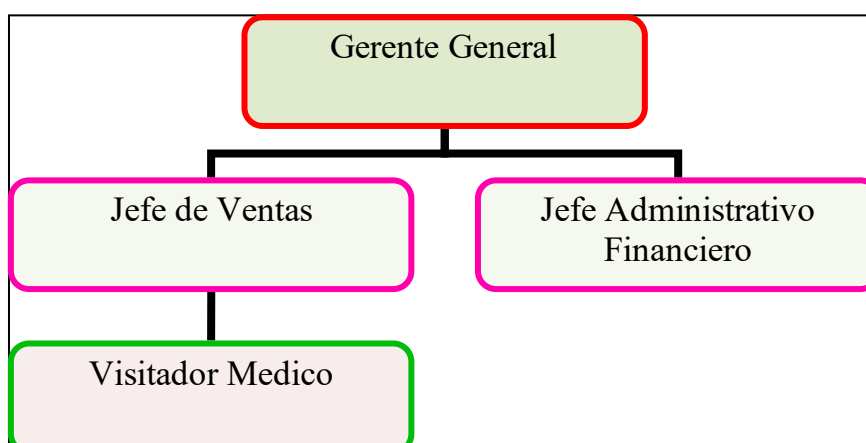 Gerente General
Jefe de Ventas
Jefe Administrativo
Financiero
Visitador Medico